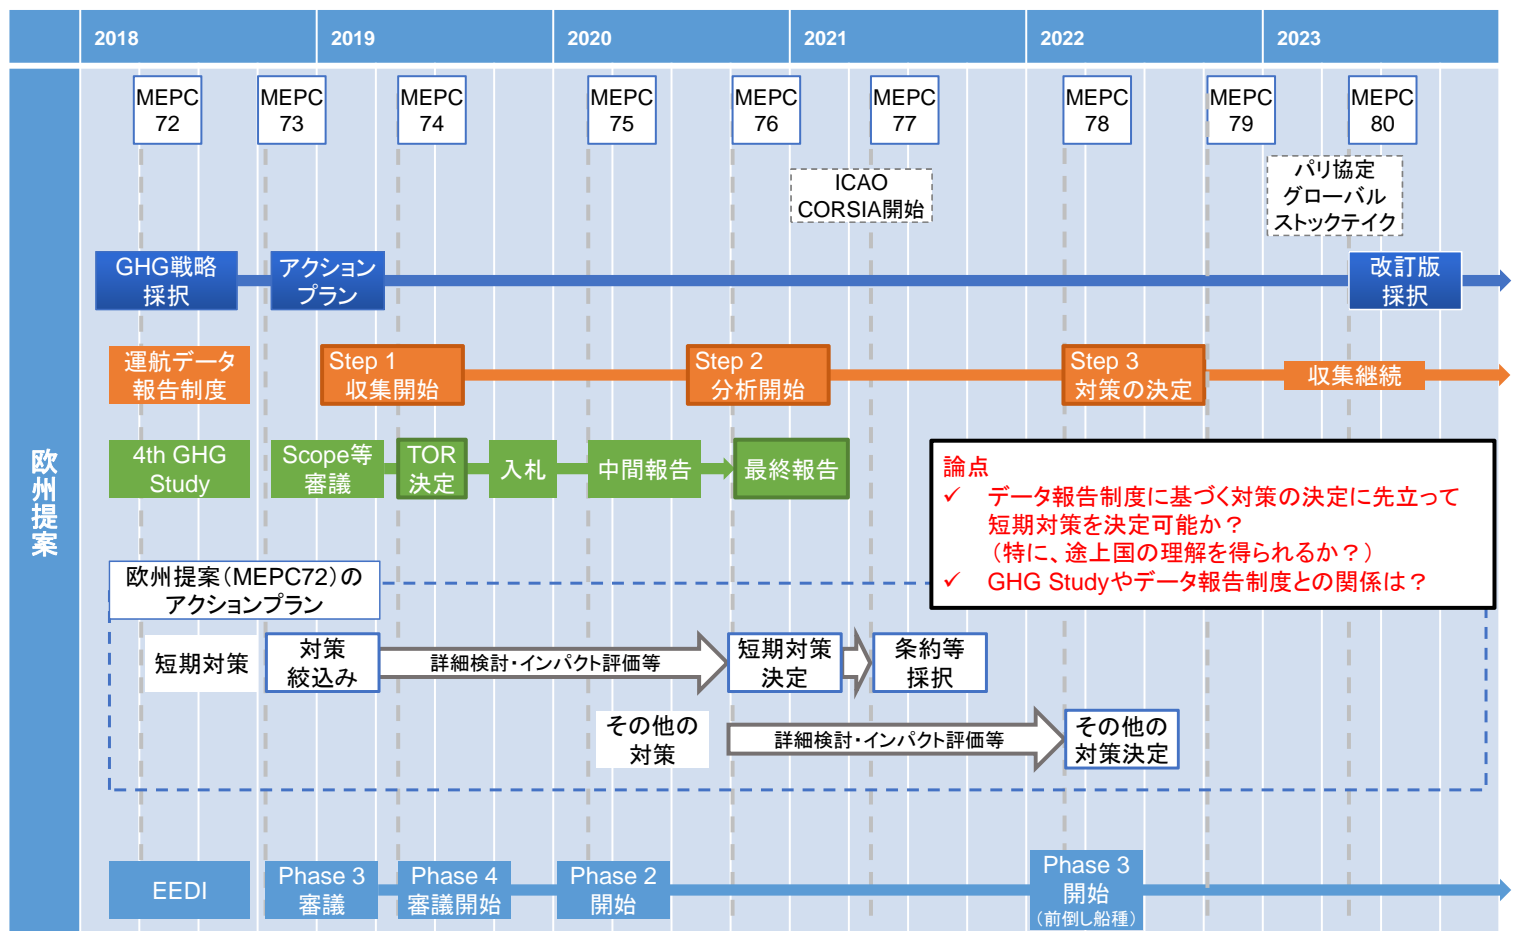 2018
2019
2020
2021
2022
2023
欧州提案
MEPC
72
MEPC
73
MEPC
74
MEPC
75
MEPC
76
MEPC
77
MEPC
78
MEPC
79
MEPC
80
ICAO
CORSIA開始
パリ協定
グローバル
ストックテイク
GHG戦略
採択
アクション
プラン
改訂版
採択
運航データ
報告制度
Step 1
収集開始
Step 2
分析開始
Step 3
対策の決定
収集継続
4th GHG
Study
Scope等
審議
TOR
決定
入札
中間報告
最終報告
論点
✓ データ報告制度に基づく対策の決定に先立って
短期対策を決定可能か?
(特に、途上国の理解を得られるか?)
✓ GHG Studyやデータ報告制度との関係は?
欧州提案(MEPC72)の
アクションプラン
短期対策
対策
絞込み
詳細検討・インパクト評価等
短期対策
決定
条約等
採択
その他の
対策
詳細検討・インパクト評価等
その他の
対策決定
EEDI
Phase 3
審議
Phase 4
審議開始
Phase 2
開始
Phase 3
開始
(前倒し船種)